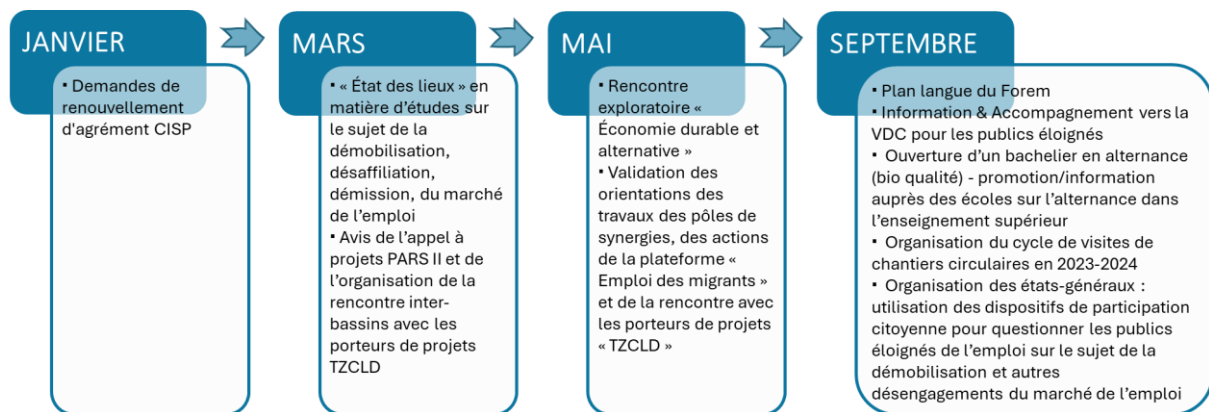 JANVIER
▪ Demandes de
renouvellement
d'agrément CISP
MARS
▪ « État des lieux » en
matière d’études sur
le sujet de la
démobilisation,
désaffiliation,
démission, du marché
de l’emploi
▪ Avis de l’appel à
projets PARS II et de
l’organisation de la
rencontre inter-
bassins avec les
porteurs de projets
TZCLD
MAI
▪ Rencontre
exploratoire «
Économie durable et
alternative »
▪ Validation des
orientations des
travaux des pôles de
synergies, des actions
de la plateforme «
Emploi des migrants »
et de la rencontre avec
les porteurs de projets
« TZCLD »
SEPTEMBRE
▪ Plan langue du Forem
▪ Information & Accompagnement vers la
VDC pour les publics éloignés
▪ Ouverture d’un bachelier en alternance
(bio qualité) - promotion/information
auprès des écoles sur l’alternance dans
l’enseignement supérieur
▪ Organisation du cycle de visites de
chantiers circulaires en 2023-2024
▪ Organisation des états-généraux :
utilisation des dispositifs de participation
citoyenne pour questionner les publics
éloignés de l’emploi sur le sujet de la
démobilisation et autres
désengagements du marché de l’emploi